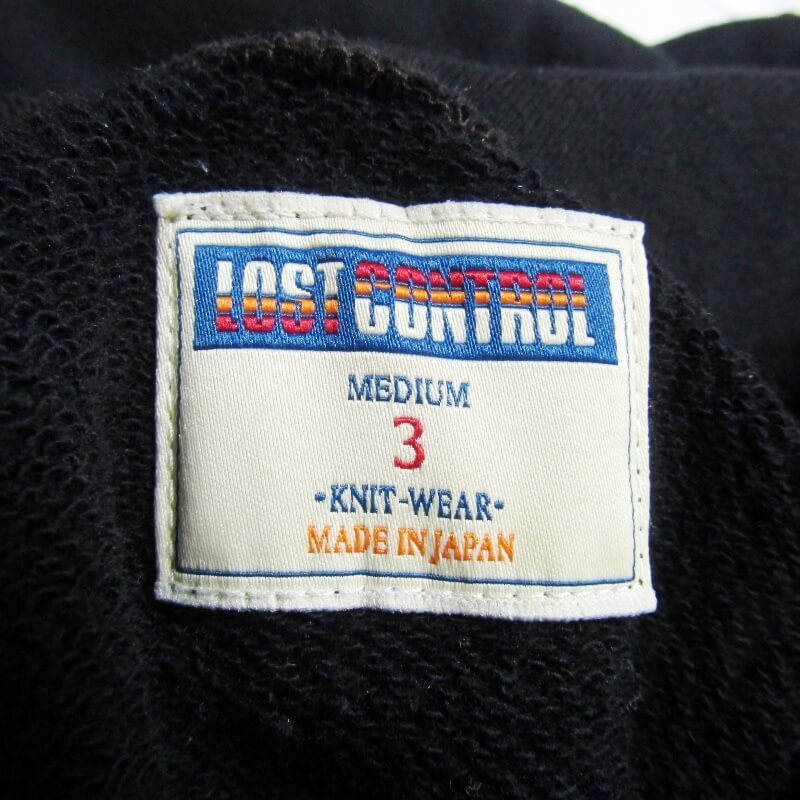 LOST CONTROL
MEDIUM
3
-KNIT-WEAR-
MADE IN JAPAN